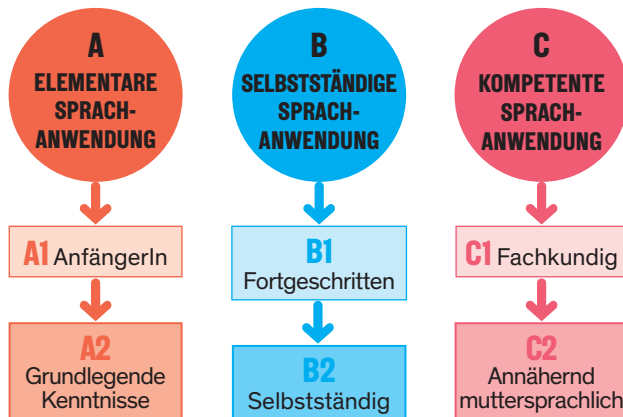 A
ELEMENTARE
SPRACH-
ANWENDUNG
A1 AnfängerIn
A2
Grundlegende
Kenntnisse
B
SELBSTSTÄNDIGE
SPRACH-
ANWENDUNG
B1
Fortgeschritten
B2
Selbstständig
C
KOMPETENTE
SPRACH-
ANWENDUNG
C1 Fachkundig
C2
Annähernd
muttersprachlich